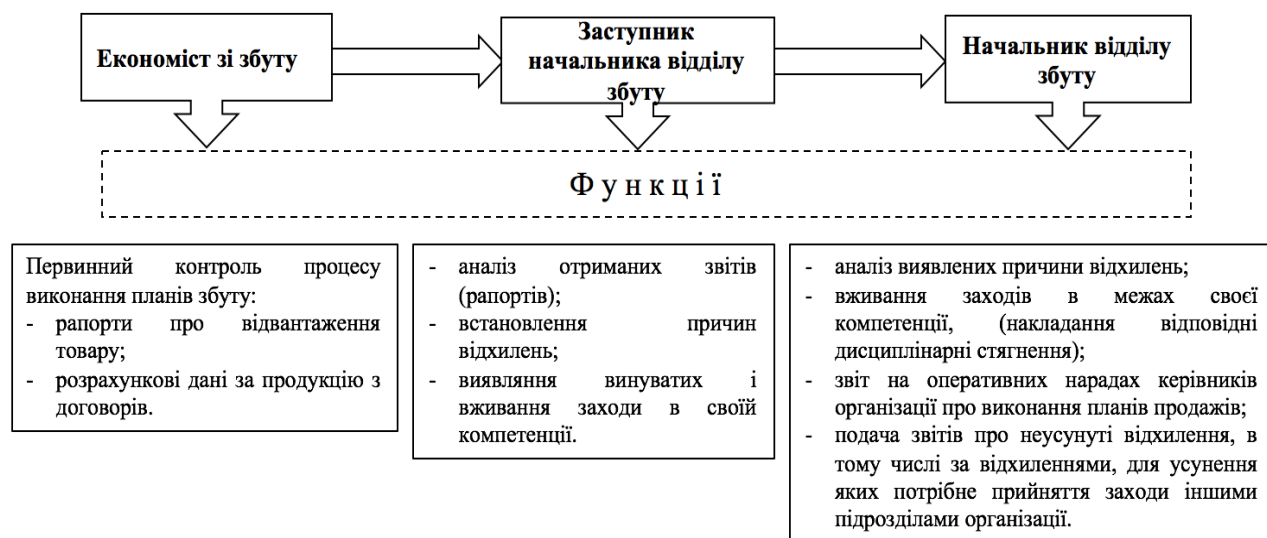 Економіст зі збуту
Заступник
начальника відділу
збуту
Начальник відділу
збуту
Ф у н к ц і ї
Первинний контроль процесу
виконання планів збуту:
- рапорти про відвантаження
товару;
- розрахункові дані за продукцію з
договорів.
- аналіз отриманих звітів
(рапортів);
- встановлення причин
відхилень;
- виявляння винуватих і
вживання заходи в своїй
компетенції.
- аналіз виявлених причини відхилень;
- вживання заходів в межах своєї
компетенції, (накладання відповідні
дисциплінарні стягнення);
- звіт на оперативних нарадах керівників
організації про виконання планів продажів;
- подача звітів про неусунуті відхилення, в
тому числі за відхиленнями, для усунення
яких потрібне прийняття заходи іншими
підрозділами організації.